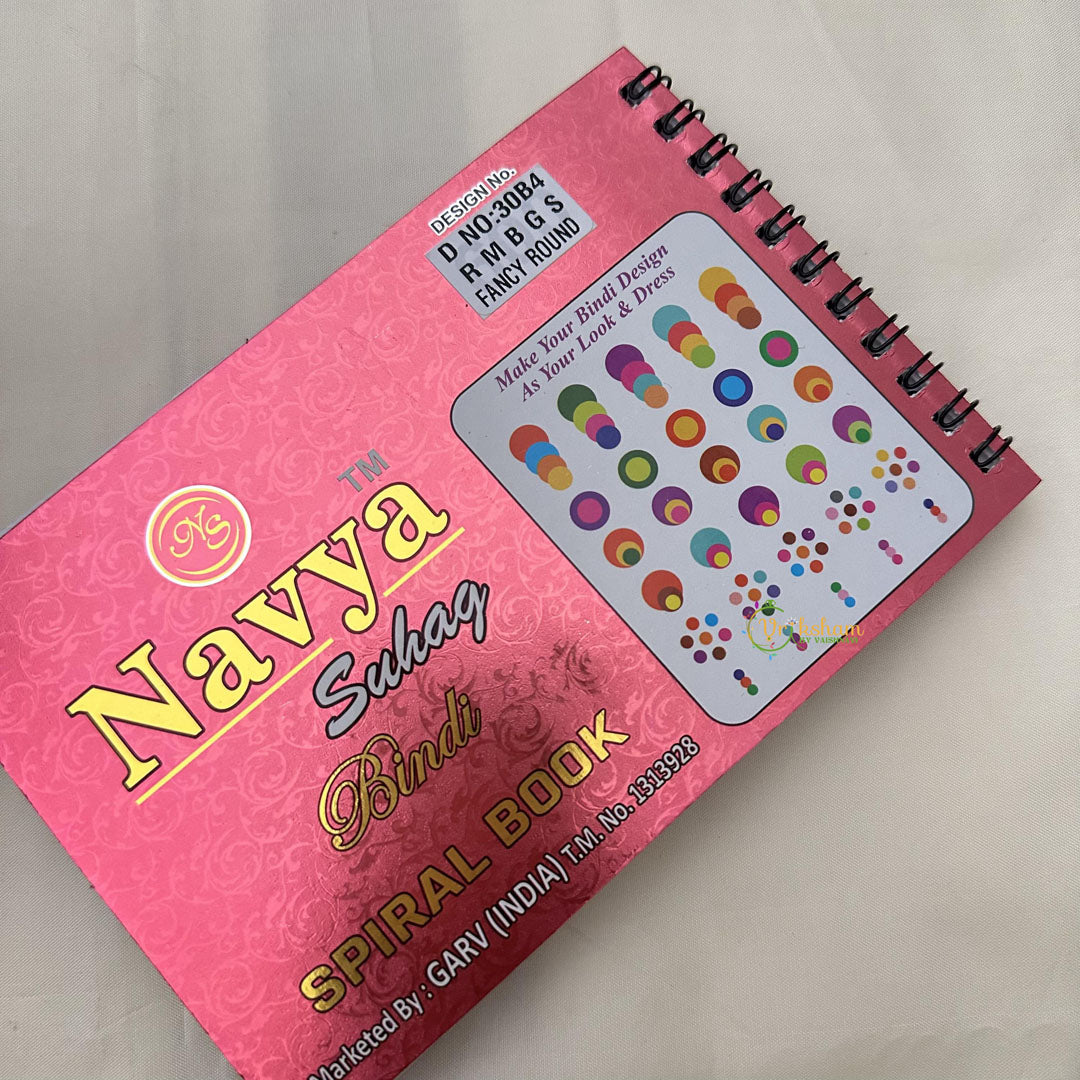 DESIGN No.
D NO:30B4
R M B G S
FANCY ROUND
Make Your Bindi Design
As Your Look & Dress
NS
Navya TM
Suhag
Bindi
SPIRAL BOOK
Marketed By : GARV (INDIA) T.M. No. 1313928